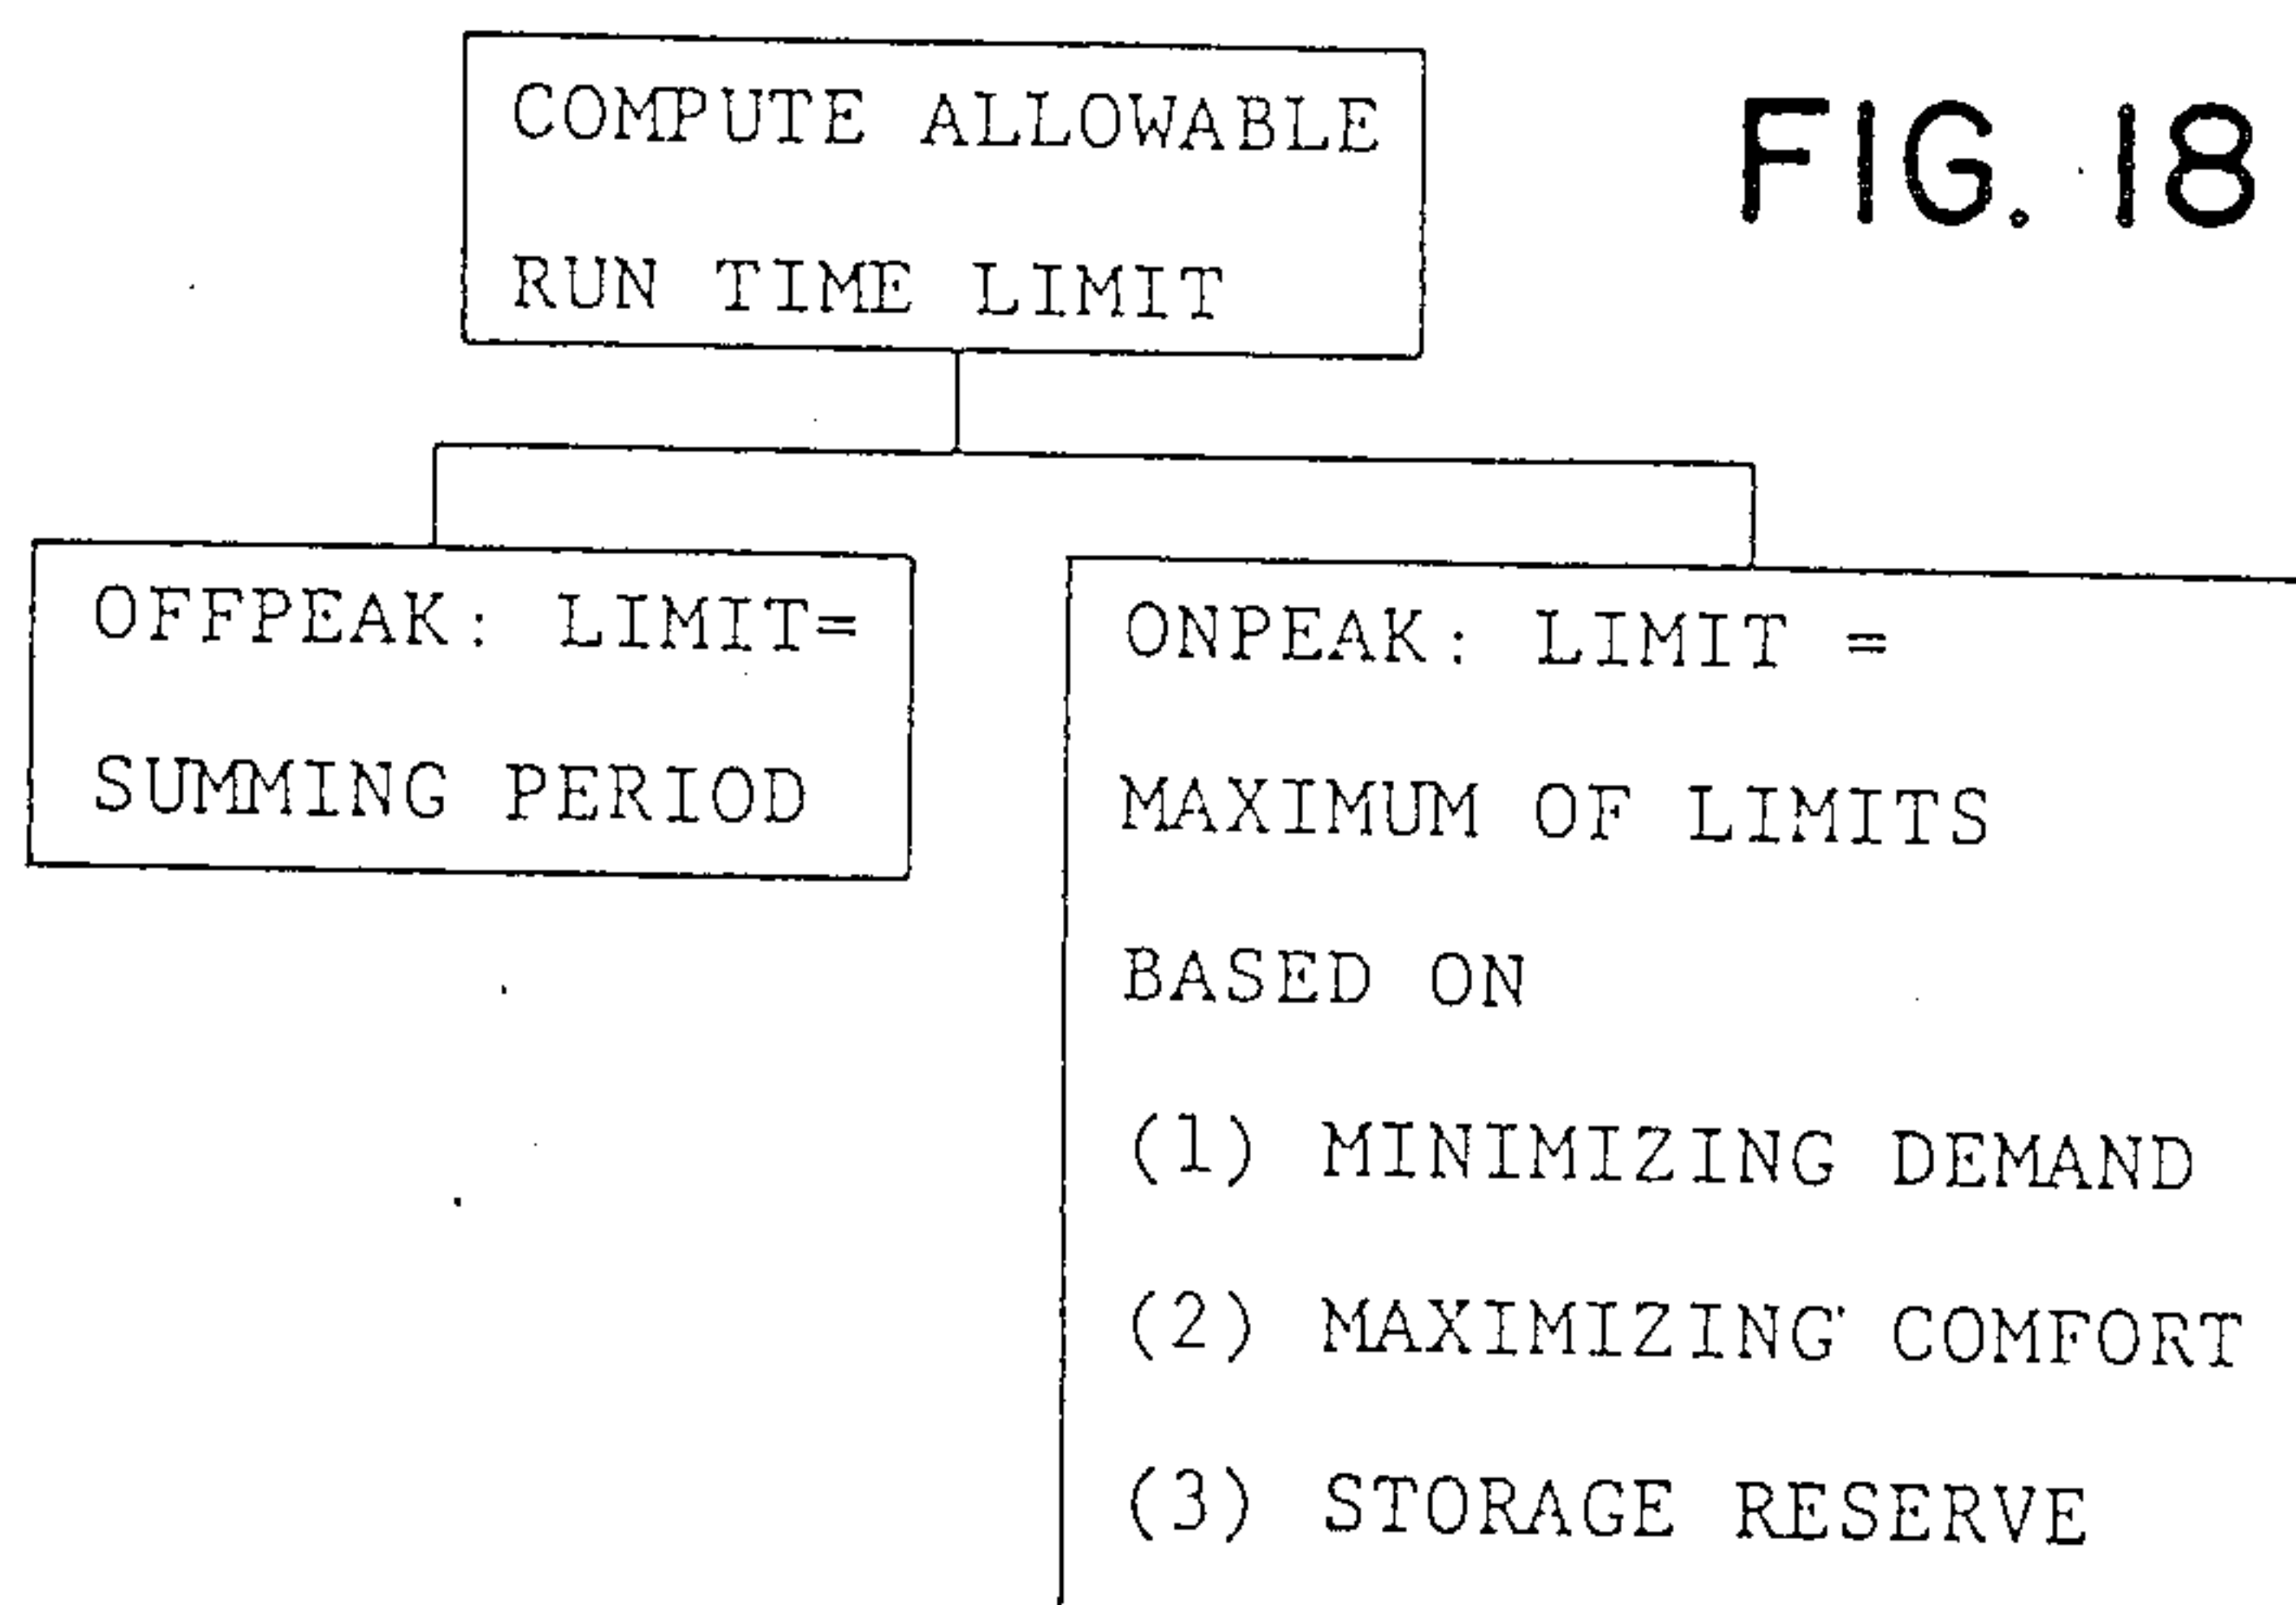 COMPUTE ALLOWABLE
RUN TIME LIMIT
FIG. 18
OFFPEAK: LIMIT=
SUMMING PERIOD
ONPEAK: LIMIT =
MAXIMUM OF LIMITS
BASED ON
(1) MINIMIZING DEMAND
(2) MAXIMIZING COMFORT
(3) STORAGE RESERVE